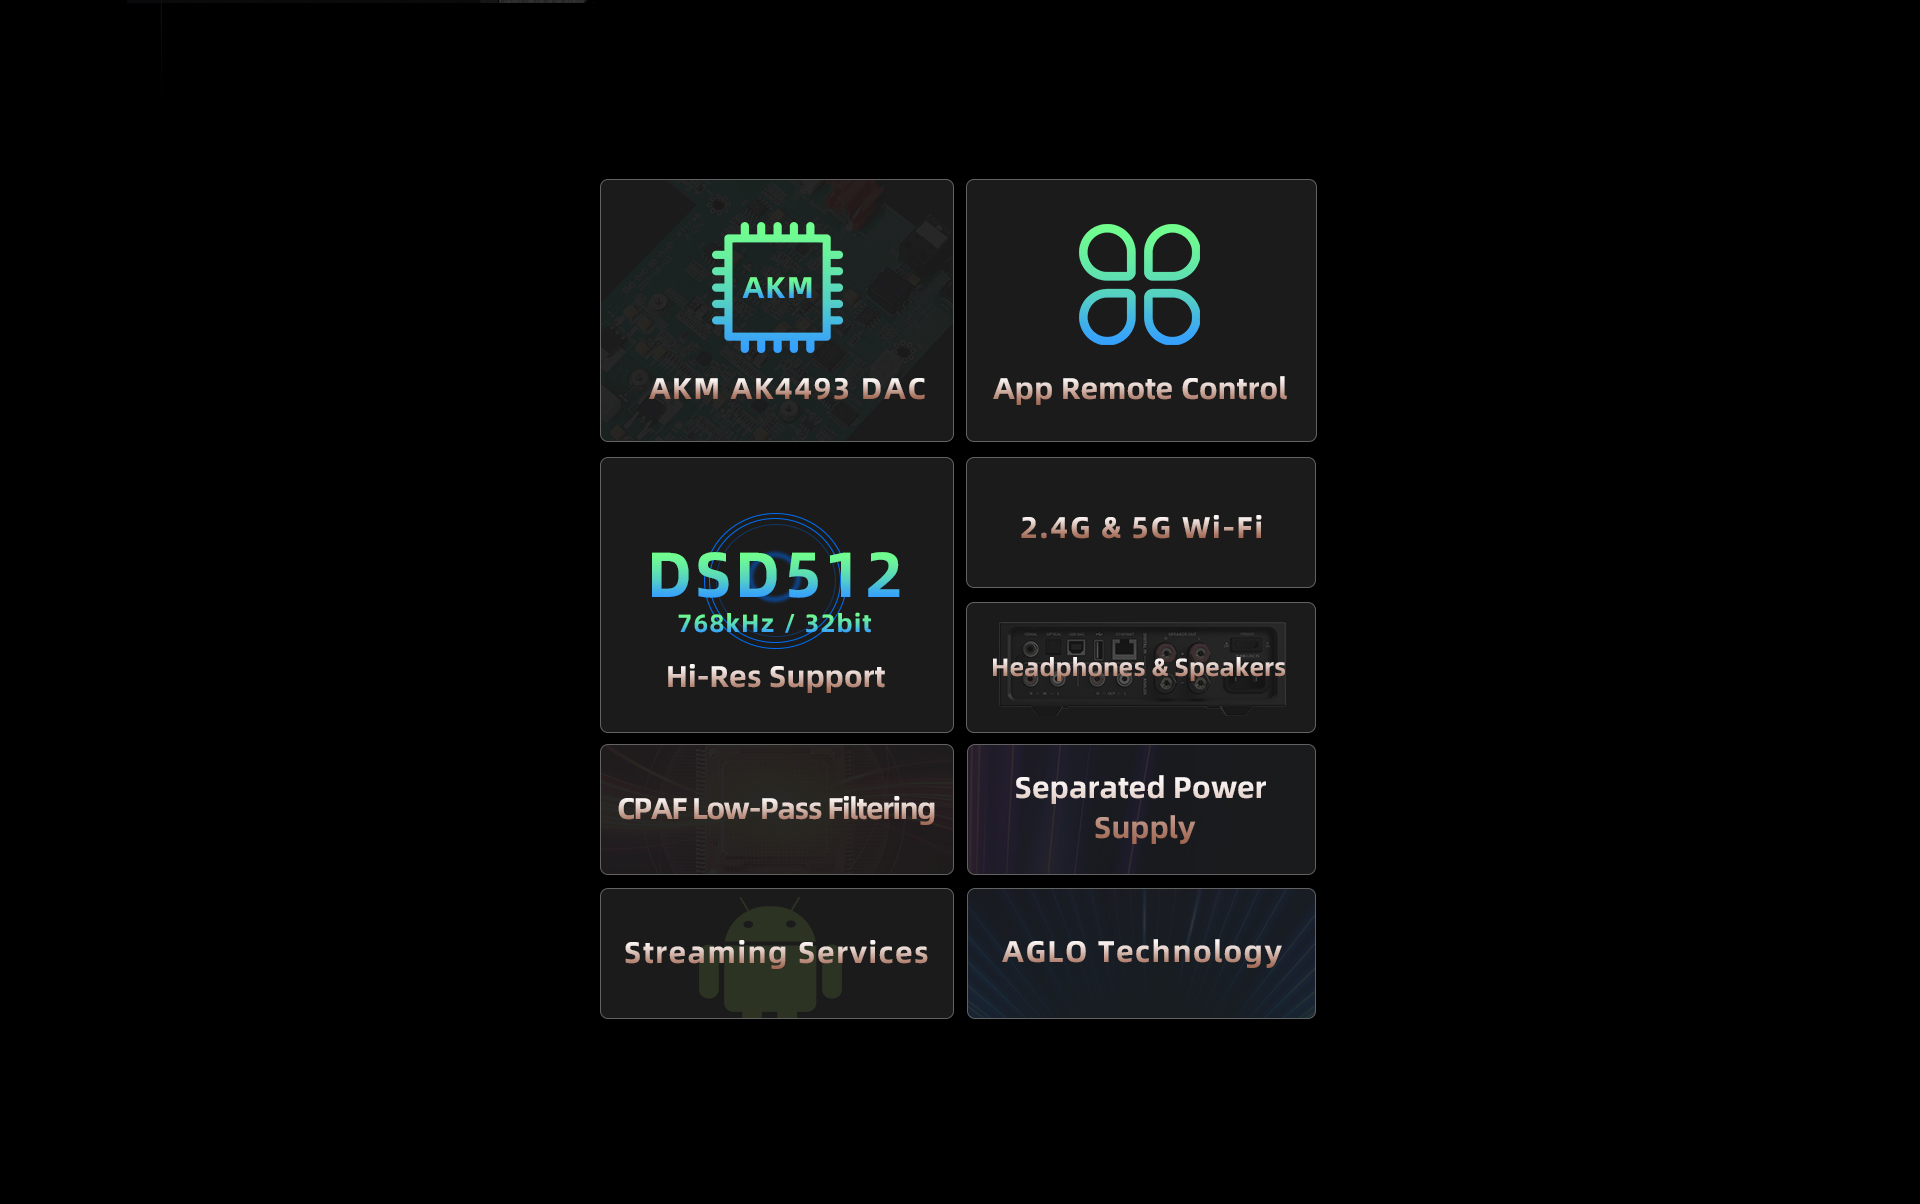 AKM
AKM AK4493 DAC
App Remote Control
DSD512
768kHz / 32bit
Hi-Res Support
2.4G & 5G Wi-Fi
Headphones & Speakers
CPAF Low-Pass Filtering
Separated Power
Supply
Streaming Services
AGLO Technology